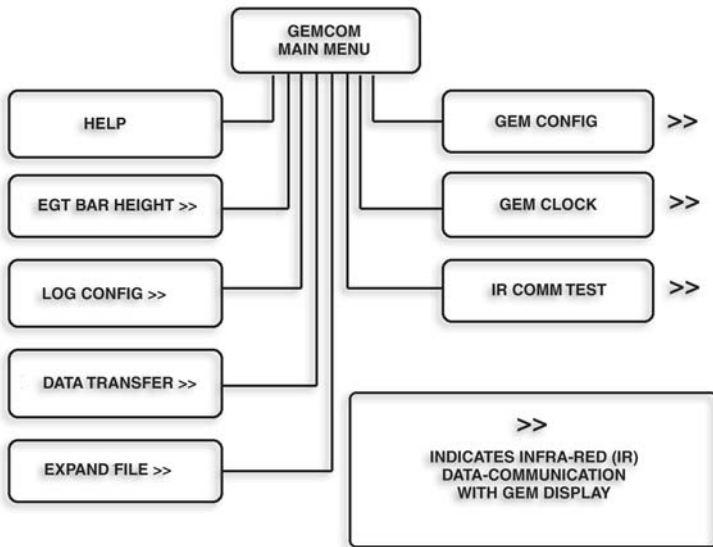 GEMCOM
MAIN MENU
HELP
EGT BAR HEIGHT >>
LOG CONFIG >>
DATA TRANSFER >>
EXPAND FILE >>
GEM CONFIG >>
GEM CLOCK >>
IR COMM TEST >>
>>
INDICATES INFRA-RED (IR)
DATA-COMMUNICATION
WITH GEM DISPLAY